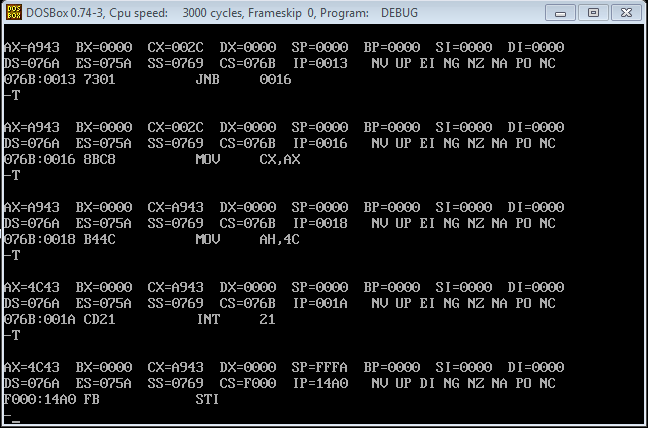 DOSBox 0.74-3, Cpu speed: 3000 cycles, Frameskip 0, Program: DEBUG
AX=A943 BX=0000 CX=002C DX=0000 SP=0000 BP=0000 SI=0000 DI=0000
DS=076A ES=075A SS=0769 CS=076B IP=0013 NV UP EI NG NZ NA PO NC
076B:0013 7301 JNB 0016
-T
AX=A943 BX=0000 CX=002C DX=0000 SP=0000 BP=0000 SI=0000 DI=0000
DS=076A ES=075A SS=0769 CS=076B IP=0016 NV UP EI NG NZ NA PO NC
076B:0016 8BC8 MOV CX,AX
-T
AX=A943 BX=0000 CX=A943 DX=0000 SP=0000 BP=0000 SI=0000 DI=0000
DS=076A ES=075A SS=0769 CS=076B IP=0018 NV UP EI NG NZ NA PO NC
076B:0018 B44C MOV AH,4C
-T
AX=4C43 BX=0000 CX=A943 DX=0000 SP=0000 BP=0000 SI=0000 DI=0000
DS=076A ES=075A SS=0769 CS=076B IP=001A NV UP EI NG NZ NA PO NC
076B:001A CD21 INT 21
-T
AX=4C43 BX=0000 CX=A943 DX=0000 SP=FFFA BP=0000 SI=0000 DI=0000
DS=076A ES=075A SS=0769 CS=F000 IP=14A0 NV UP DI NG NZ NA PO NC
F000:14A0 FB STI
-_